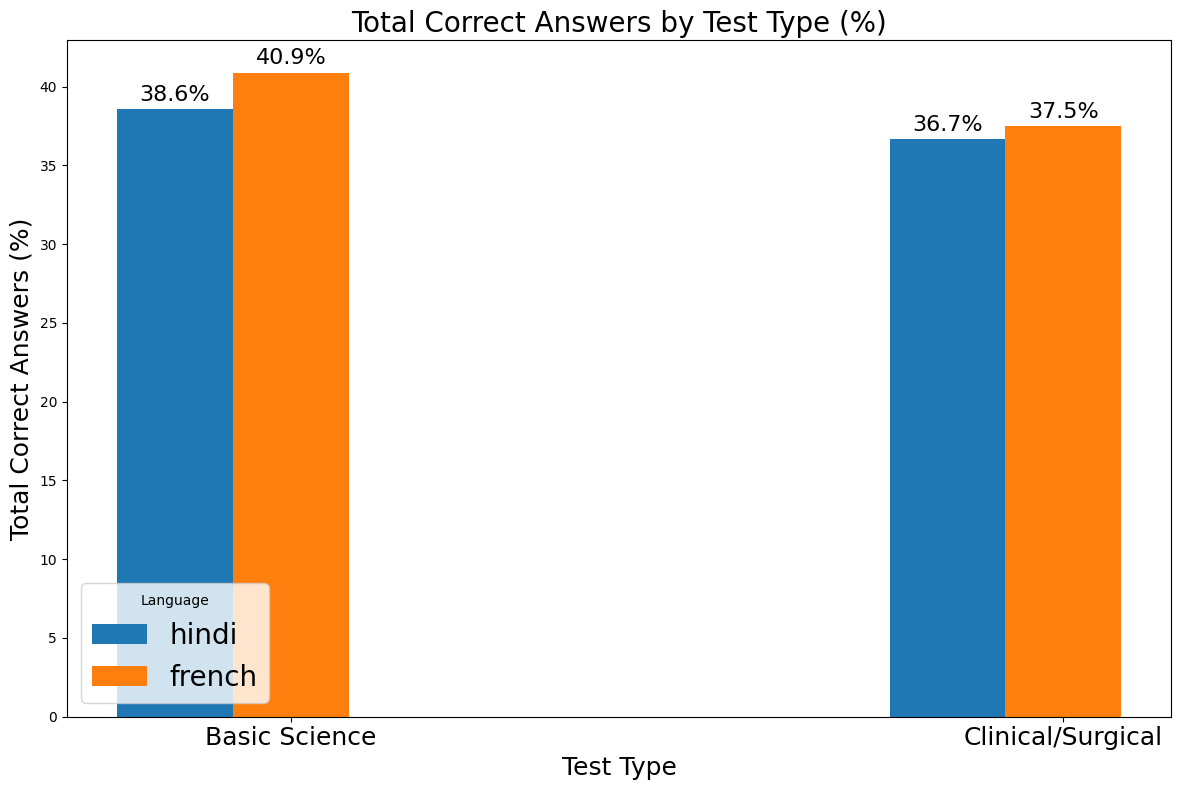 Total Correct Answers by Test Type (%)
40.9%
38.6%
37.5%
36.7%
40
35
30
25
20
15
10
5
0
Total Correct Answers (%)
Language
hindi
french
Basic Science
Clinical/Surgical
Test Type